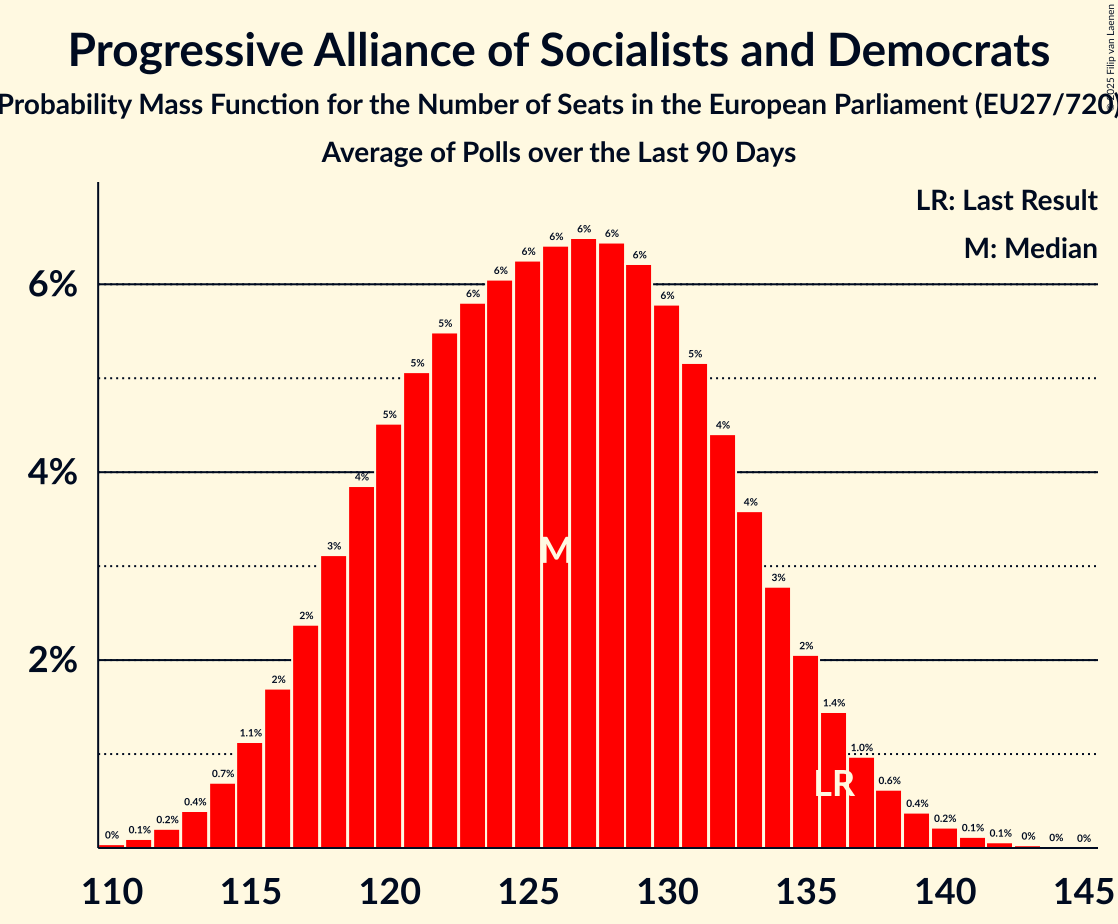 Progressive Alliance of Socialists and Democrats
Probability Mass Function for the Number of Seats in the European Parliament (EU27/720)
Average of Polls over the Last 90 Days
© 2025 Filip van Laenen
LR: Last Result
M: Median
6%
4%
2%
0% 0.1% 0.2% 0.4% 0.7% 1.1% 2% 2% 3% 4% 5% 5% 5% 6% 6% 6% 6% 6% 6% 6% 6% 5% 4% 4% 3% 2% 1.4% 1.0% 0.6% 0.4% 0.2% 0.1% 0.1% 0% 0% 0%
M
LR
110 115 120 125 130 135 140 145